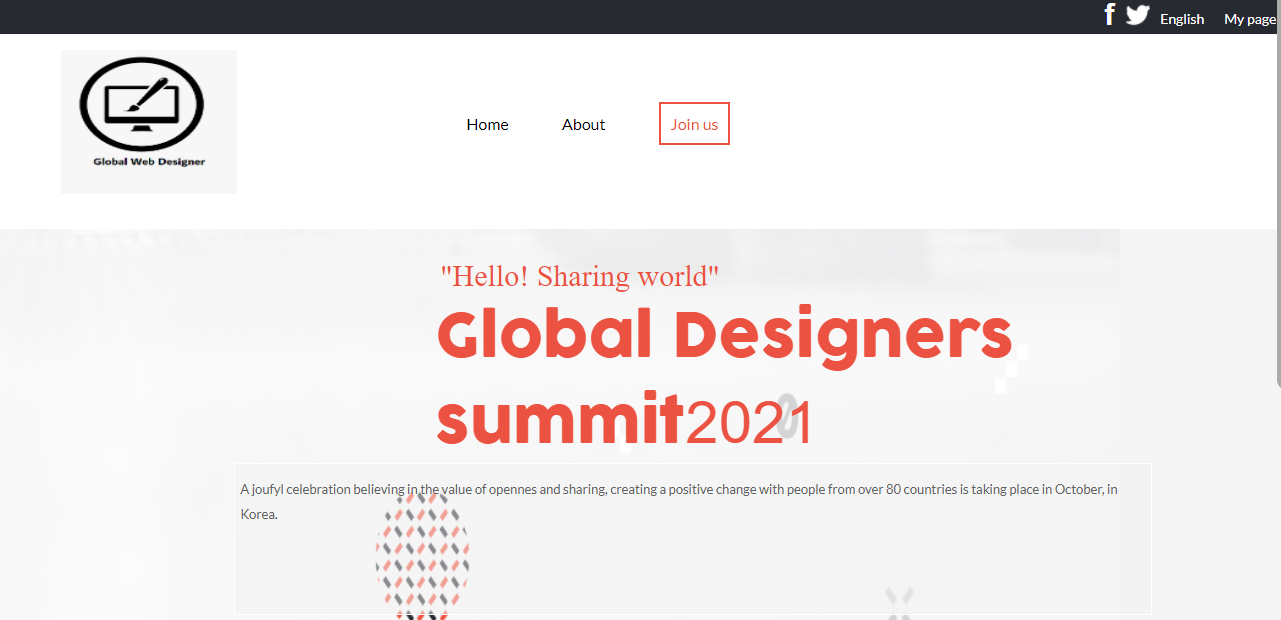 f English My page
Global Web Designer
Home About Join us
"Hello! Sharing world"
Global Designers
summit2021
A joufyl celebration believing in the value of opennes and sharing, creating a positive change with people from over 80 countries is taking place in October, in
Korea.